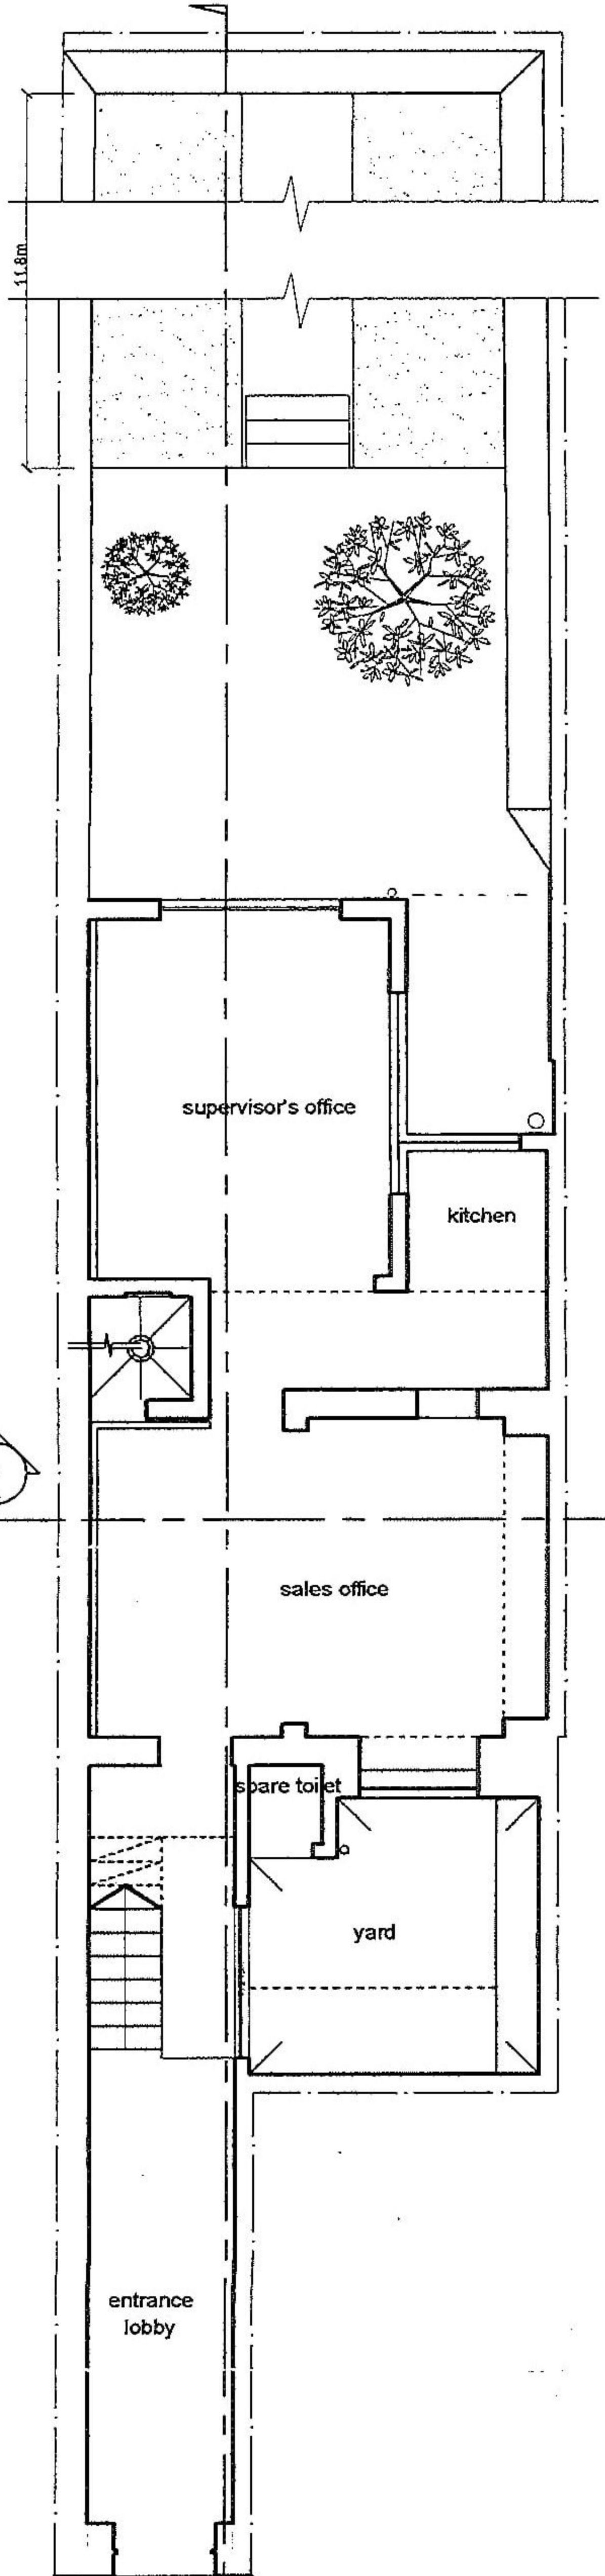 11.8m
supervisor's office
kitchen
sales office
spare toilet
yard
entrance
lobby